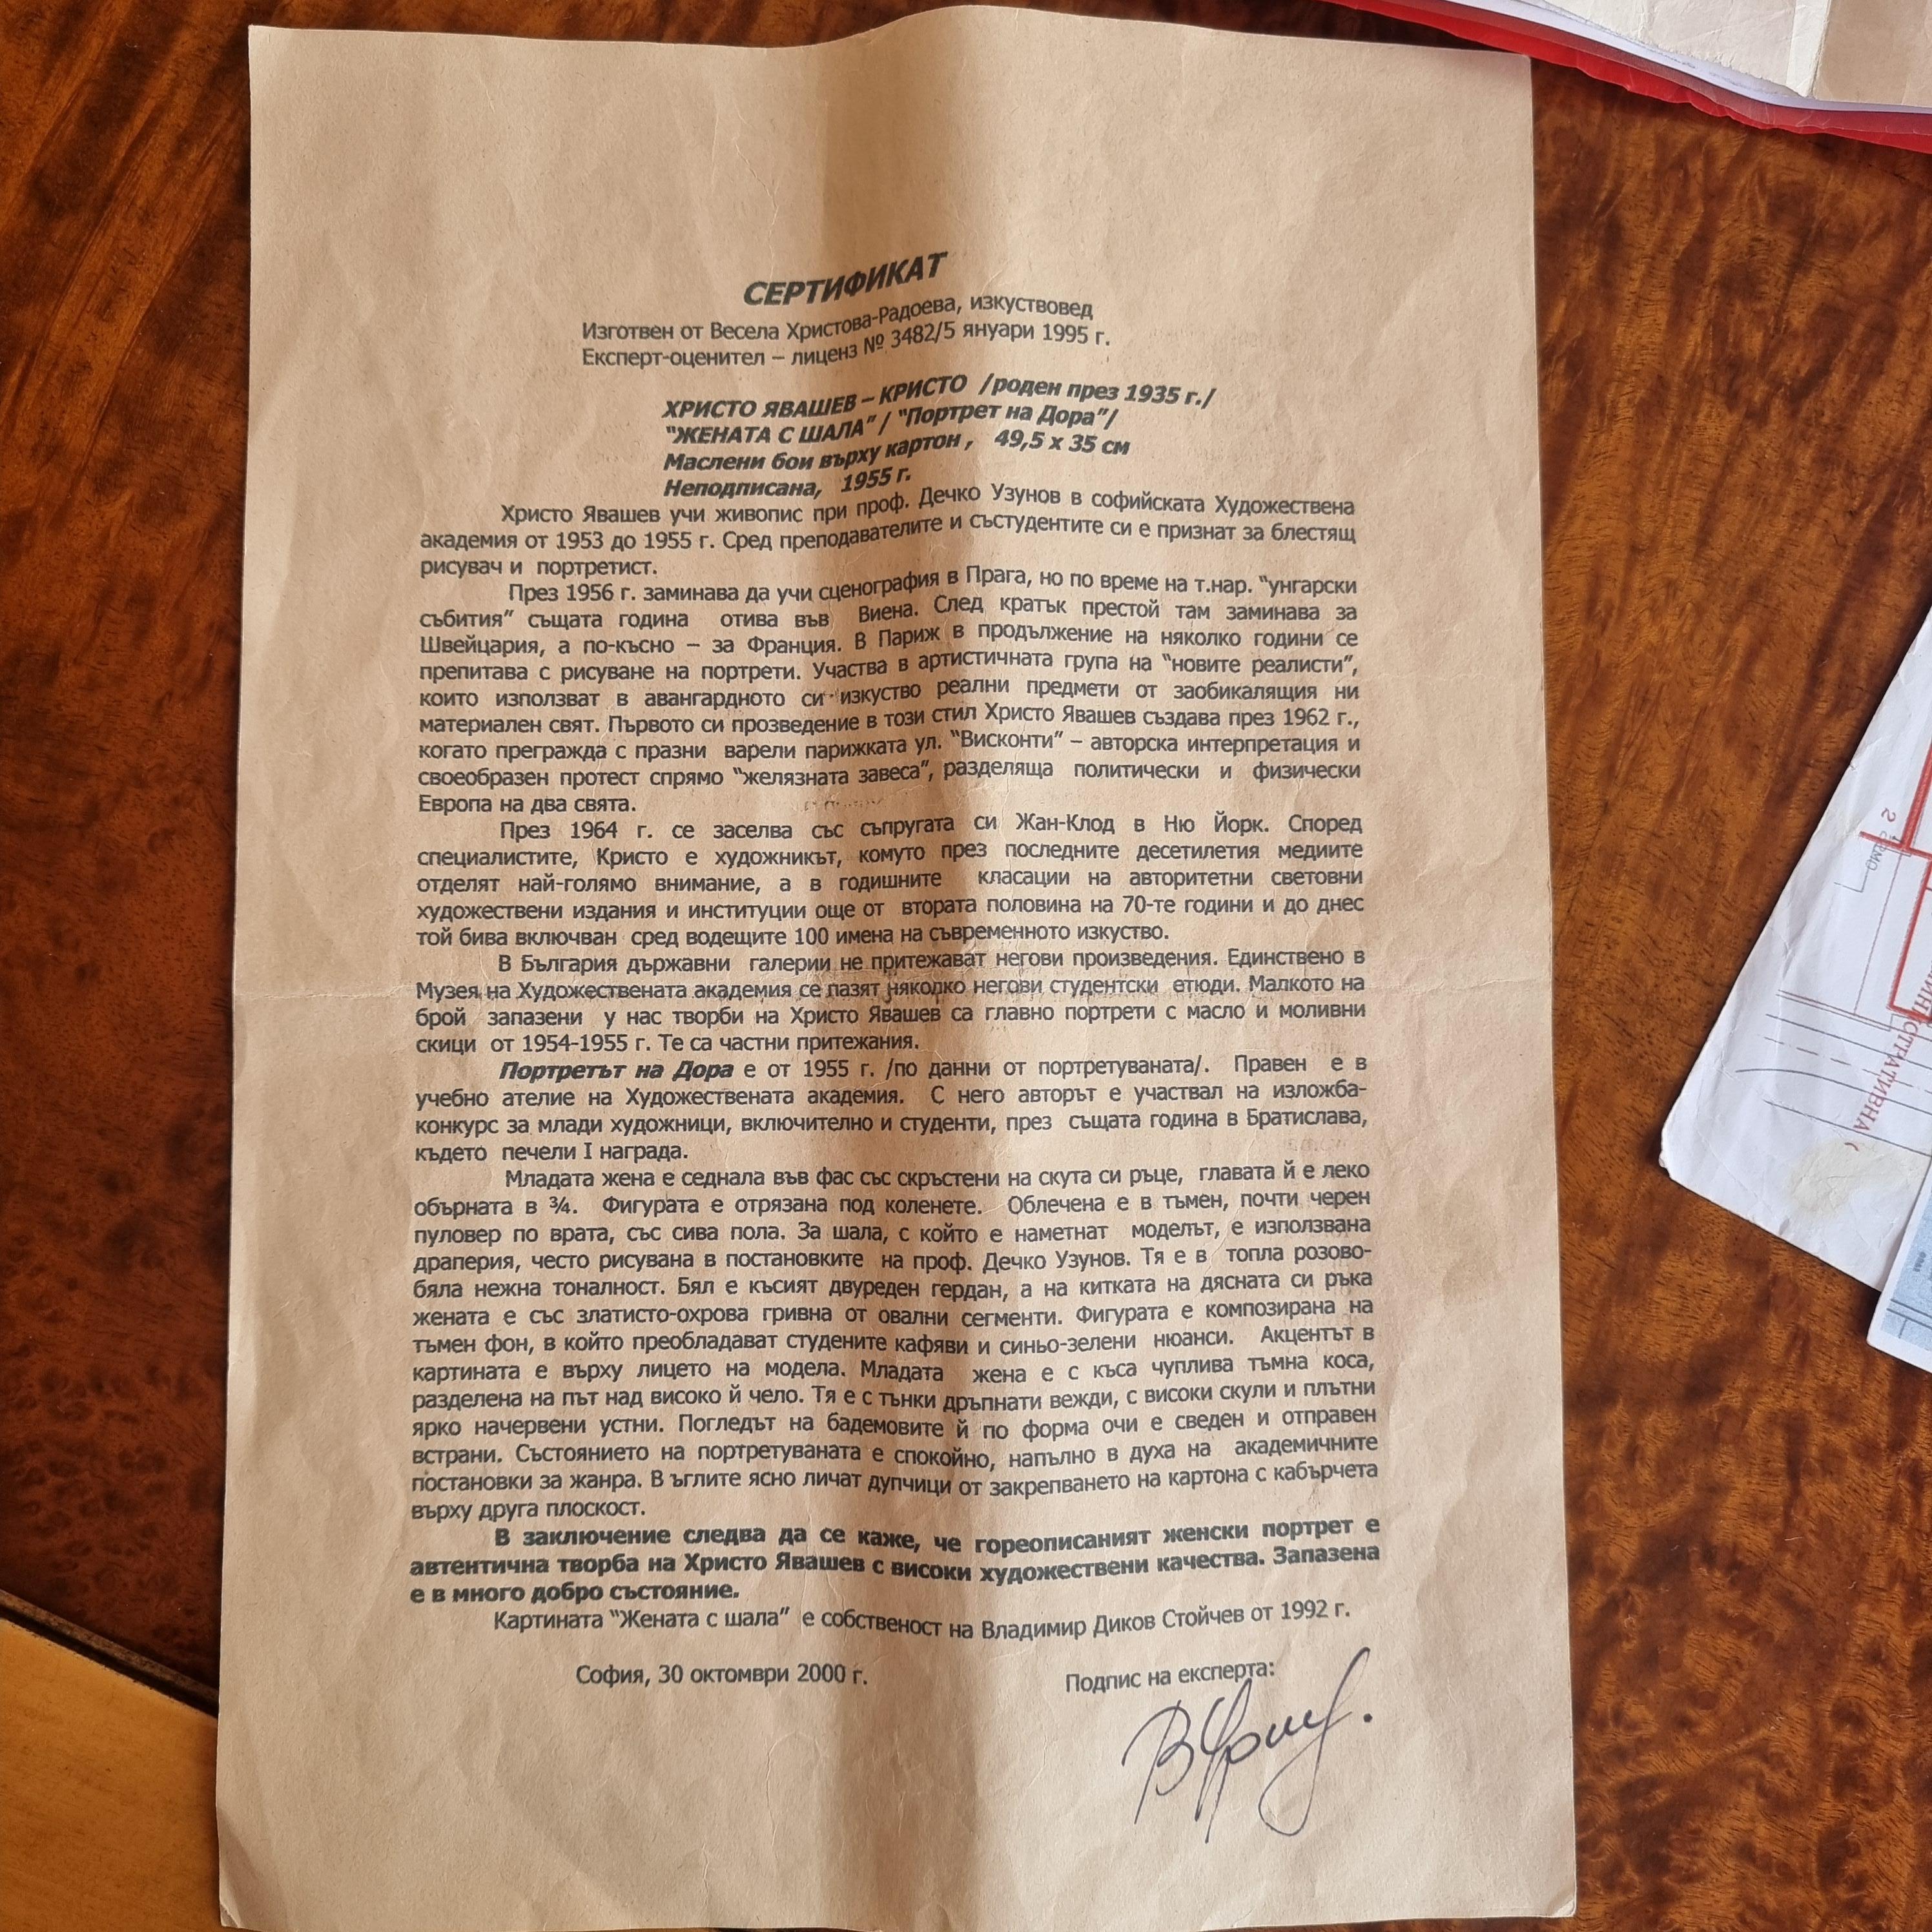 СЕРТИФИКАТ
Изготвен от Весела Христова-Радоева, изкуствовед
Експерт-оценител – лиценз № 3482/5 януари 1995 г.
ХРИСТО ЯВАШЕВ – КРИСТО /роден през 1935 г./
“ЖЕНАТА С ШАЛА” / “Портрет на Дора”/
Маслени бои върху картон , 49,5 х 35 см
Неподписана, 1955 г.
Христо Явашев учи живопис при проф. Дечко Узунов в софийската Художествена
академия от 1953 до 1955 г. Сред преподавателите и състудентите си е признат за блестящ
рисувач и портретист.
През 1956 г. заминава да учи сценография в Прага, но по време на т.нар. “унгарски
събития” същата година отива във Виена. След кратък престой там заминава за
Швейцария, а по-късно – за Франция. В Париж в продължение на няколко години се
препитава с рисуване на портрети. Участва в артистичната група на “новите реалисти”,
които използват в авангардното си изкуство реални предмети от заобикалящия ни
материален свят. Първото си прозведение в този стил Христо Явашев създава през 1962 г.,
когато прегражда с празни варели парижката ул. “Висконти” – авторска интерпретация и
своеобразен протест спрямо “желязната завеса”, разделяща политически и физически
Европа на два свята.
През 1964 г. се заселва със съпругата си Жан-Клод в Ню Йорк. Според
специалистите, Кристо е художникът, комуто през последните десетилетия медиите
отделят най-голямо внимание, а в годишните класации на авторитетни световни
художествени издания и институции още от втората половина на 70-те години и до днес
той бива включван сред водещите 100 имена на съвременното изкуство.
В България държавни галерии не притежават негови произведения. Единствено в
Музея на Художествената академия се пазят няколко негови студентски етюди. Малкото на
брой запазени у нас творби на Христо Явашев са главно портрети с масло и моливни
скици от 1954-1955 г. Те са частни притежания.
Портретът на Дора е от 1955 г. /по данни от портретуваната/. Правен е в
учебно ателие на Художествената академия. С него авторът е участвал на изложба-
конкурс за млади художници, включително и студенти, през същата година в Братислава,
където печели I награда.
Младата жена е седнала във фас със скръстени на скута си ръце, главата й е леко
обърната в ¾. Фигурата е отрязана под коленете. Облечена е в тъмен, почти черен
пуловер по врата, със сива пола. За шала, с който е наметнат моделът, е използвана
драперия, често рисувана в постановките на проф. Дечко Узунов. Тя е в топла розово-
бяла нежна тоналност. Бял е късият двуреден гердан, а на китката на дясната си ръка
жената е със златисто-охрова гривна от овални сегменти. Фигурата е композирана на
тъмен фон, в който преобладават студените кафяви и синьо-зелени нюанси. Акцентът в
картината е върху лицето на модела. Младата жена е с къса чуплива тъмна коса,
разделена на път над високо й чело. Тя е с тънки дръпнати вежди, с високи скули и плътни
ярко начервени устни. Погледът на бадемовите й по форма очи е сведен и отправен
встрани. Състоянието на портретуваната е спокойно, напълно в духа на академичните
постановки за жанра. В ъглите ясно личат дупчици от закрепването на картона с кабърчета
върху друга плоскост.
В заключение следва да се каже, че гореописаният женски портрет е
автентична творба на Христо Явашев с високи художествени качества. Запазена
е в много добро състояние.
Картината “Жената с шала” е собственост на Владимир Диков Стойчев от 1992 г.
София, 30 октомври 2000 г.
Подпис на експерта: